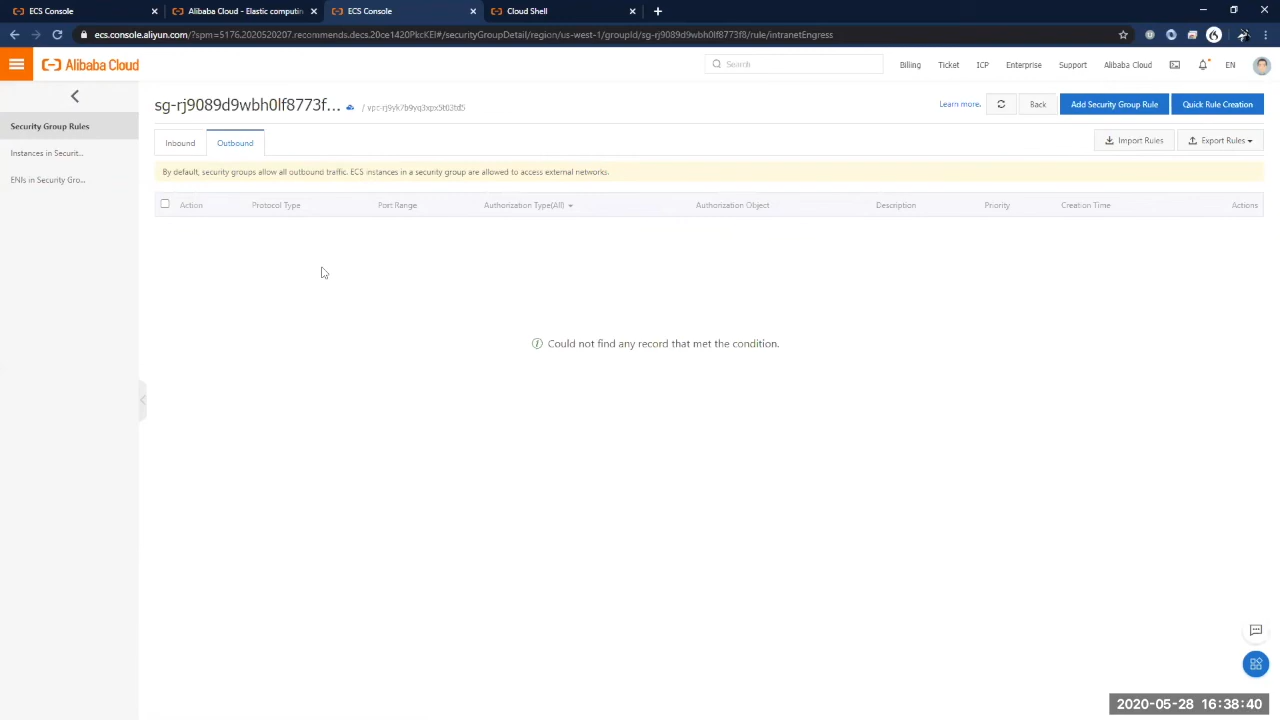 ECS Console
Alibaba Cloud - Elastic computin
ECS Console
Cloud Shell
ecs.console.aliyun.com/?spm=5176.2020520207.recommends.decs.20ce1420PkcKEI#/securityGroupDetail/region/us-west-1/groupId/sg-rj9089d9wbh0lf8773f8/rule/intranetEngress
Alibaba Cloud
Search
Billing
Ticket
ICP
Enterprise
Support
Alibaba Cloud
EN
sg-rj9089d9wbh0lf8773f...
/ vpc-rj9yk7b9yq3xpx5t03td5
Learn more.
Back
Add Security Group Rule
Quick Rule Creation
Security Group Rules
Instances in Securit...
ENIs in Security Gro...
Inbound
Outbound
Import Rules
Export Rules
By default, security groups allow all outbound traffic. ECS instances in a security group are allowed to access external networks.
Action
Protocol Type
Port Range
Authorization Type(All)
Authorization Object
Description
Priority
Creation Time
Actions
Could not find any record that met the condition.
2020-05-28 16:38:40